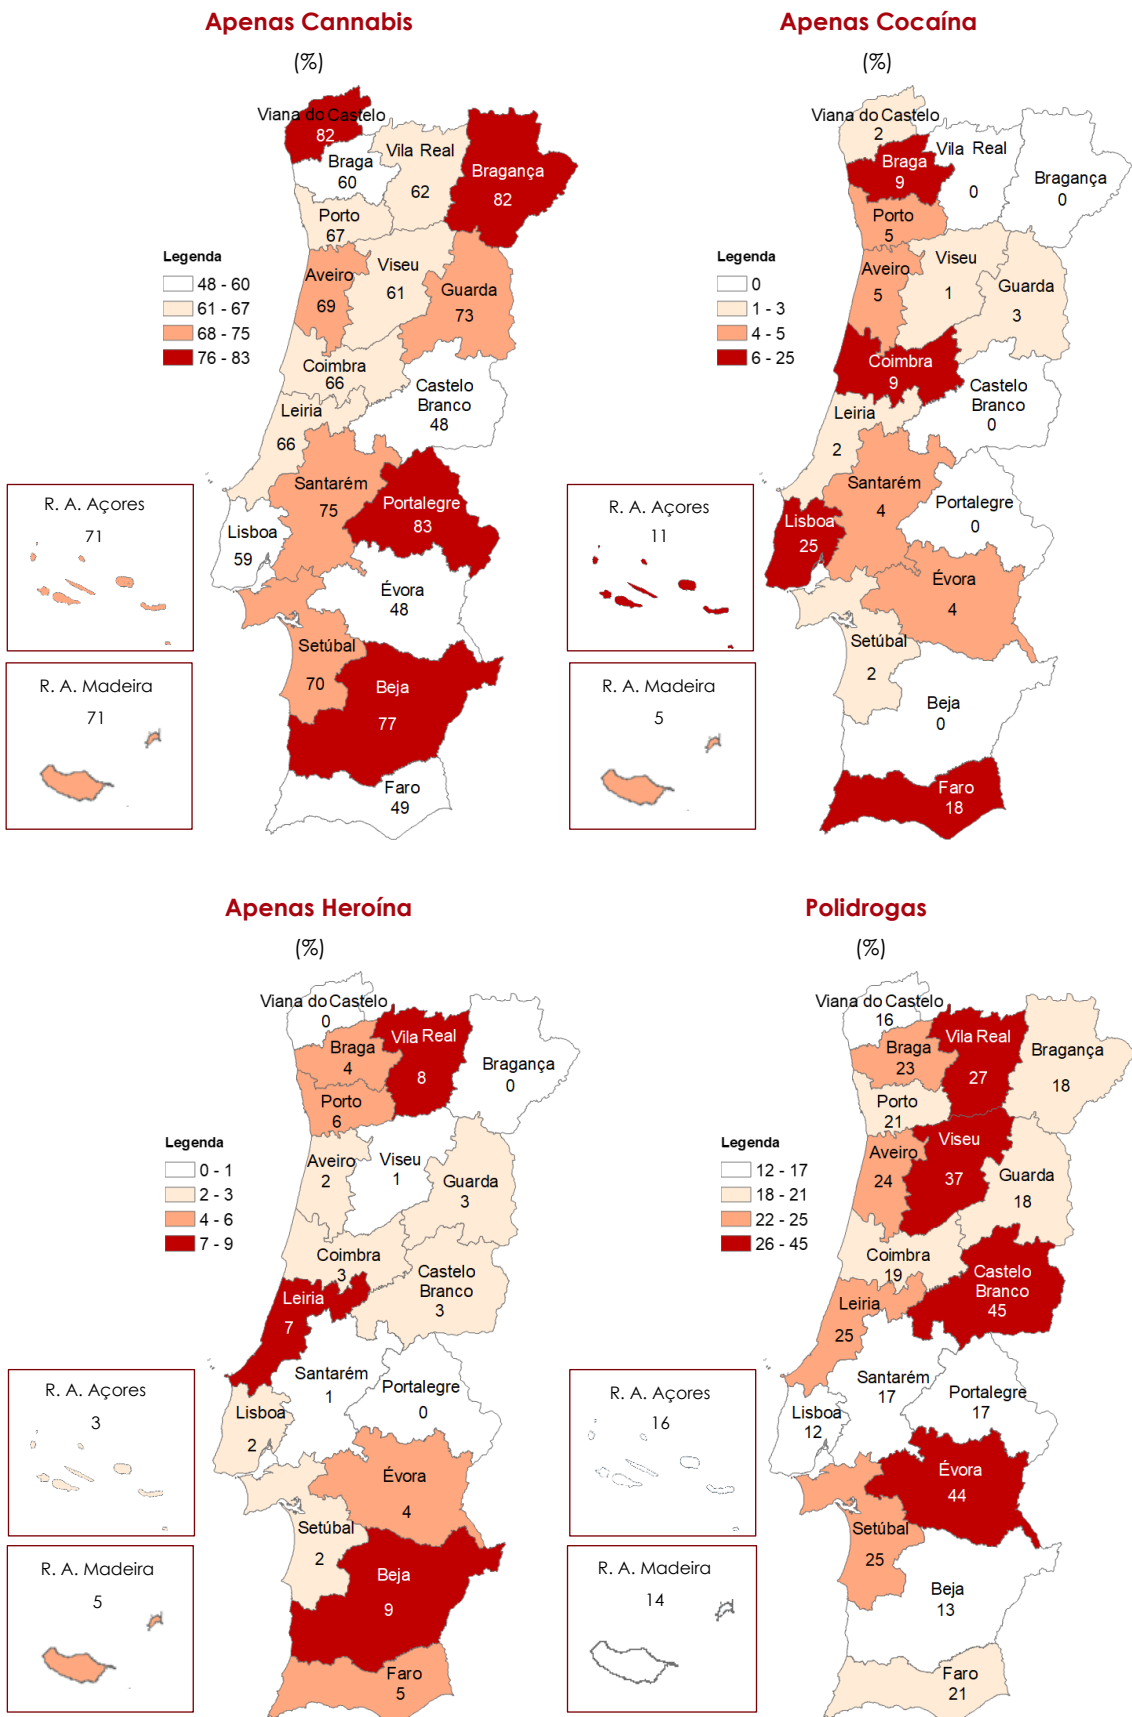 Apenas Cannabis
(%)
Viana do Castelo
82
Braga
60
Vila Real
62
Bragança
82
Porto
67
Legenda
48 - 60
61 - 67
68 - 75
76 - 83
Aveiro
69
Viseu
61
Guarda
73
Coimbra
66
Castelo
Branco
48
Leiria
66
Santarém
75
Portalegre
83
R. A. Açores
71
Lisboa
59
Évora
48
Setúbal
70
R. A. Madeira
71
Beja
77
Faro
49
Apenas Cocaína
(%)
Viana do Castelo
2
Braga
9
Vila Real
0
Bragança
0
Porto
5
Legenda
0
1 - 3
4 - 5
6 - 25
Aveiro
5
Viseu
1
Guarda
3
Coimbra
9
Castelo
Branco
0
Leiria
2
Santarém
4
Portalegre
0
R. A. Açores
11
Lisboa
25
Évora
4
Setúbal
2
R. A. Madeira
5
Beja
0
Faro
18
Apenas Heroína
(%)
Viana do Castelo
0
Braga
4
Vila Real
8
Bragança
0
Porto
6
Legenda
0 - 1
2 - 3
4 - 6
7 - 9
Aveiro
2
Viseu
1
Guarda
3
Coimbra
3
Castelo
Branco
3
Leiria
7
Santarém
1
Portalegre
0
R. A. Açores
3
Lisboa
2
Évora
4
Setúbal
2
R. A. Madeira
5
Beja
9
Faro
5
Polidrogas
(%)
Viana do Castelo
16
Braga
23
Vila Real
27
Bragança
18
Porto
21
Legenda
12 - 17
18 - 21
22 - 25
26 - 45
Aveiro
24
Viseu
37
Guarda
18
Coimbra
19
Castelo
Branco
45
Leiria
25
Santarém
17
Portalegre
17
R. A. Açores
16
Lisboa
12
Évora
44
Setúbal
25
R. A. Madeira
14
Beja
13
Faro
21